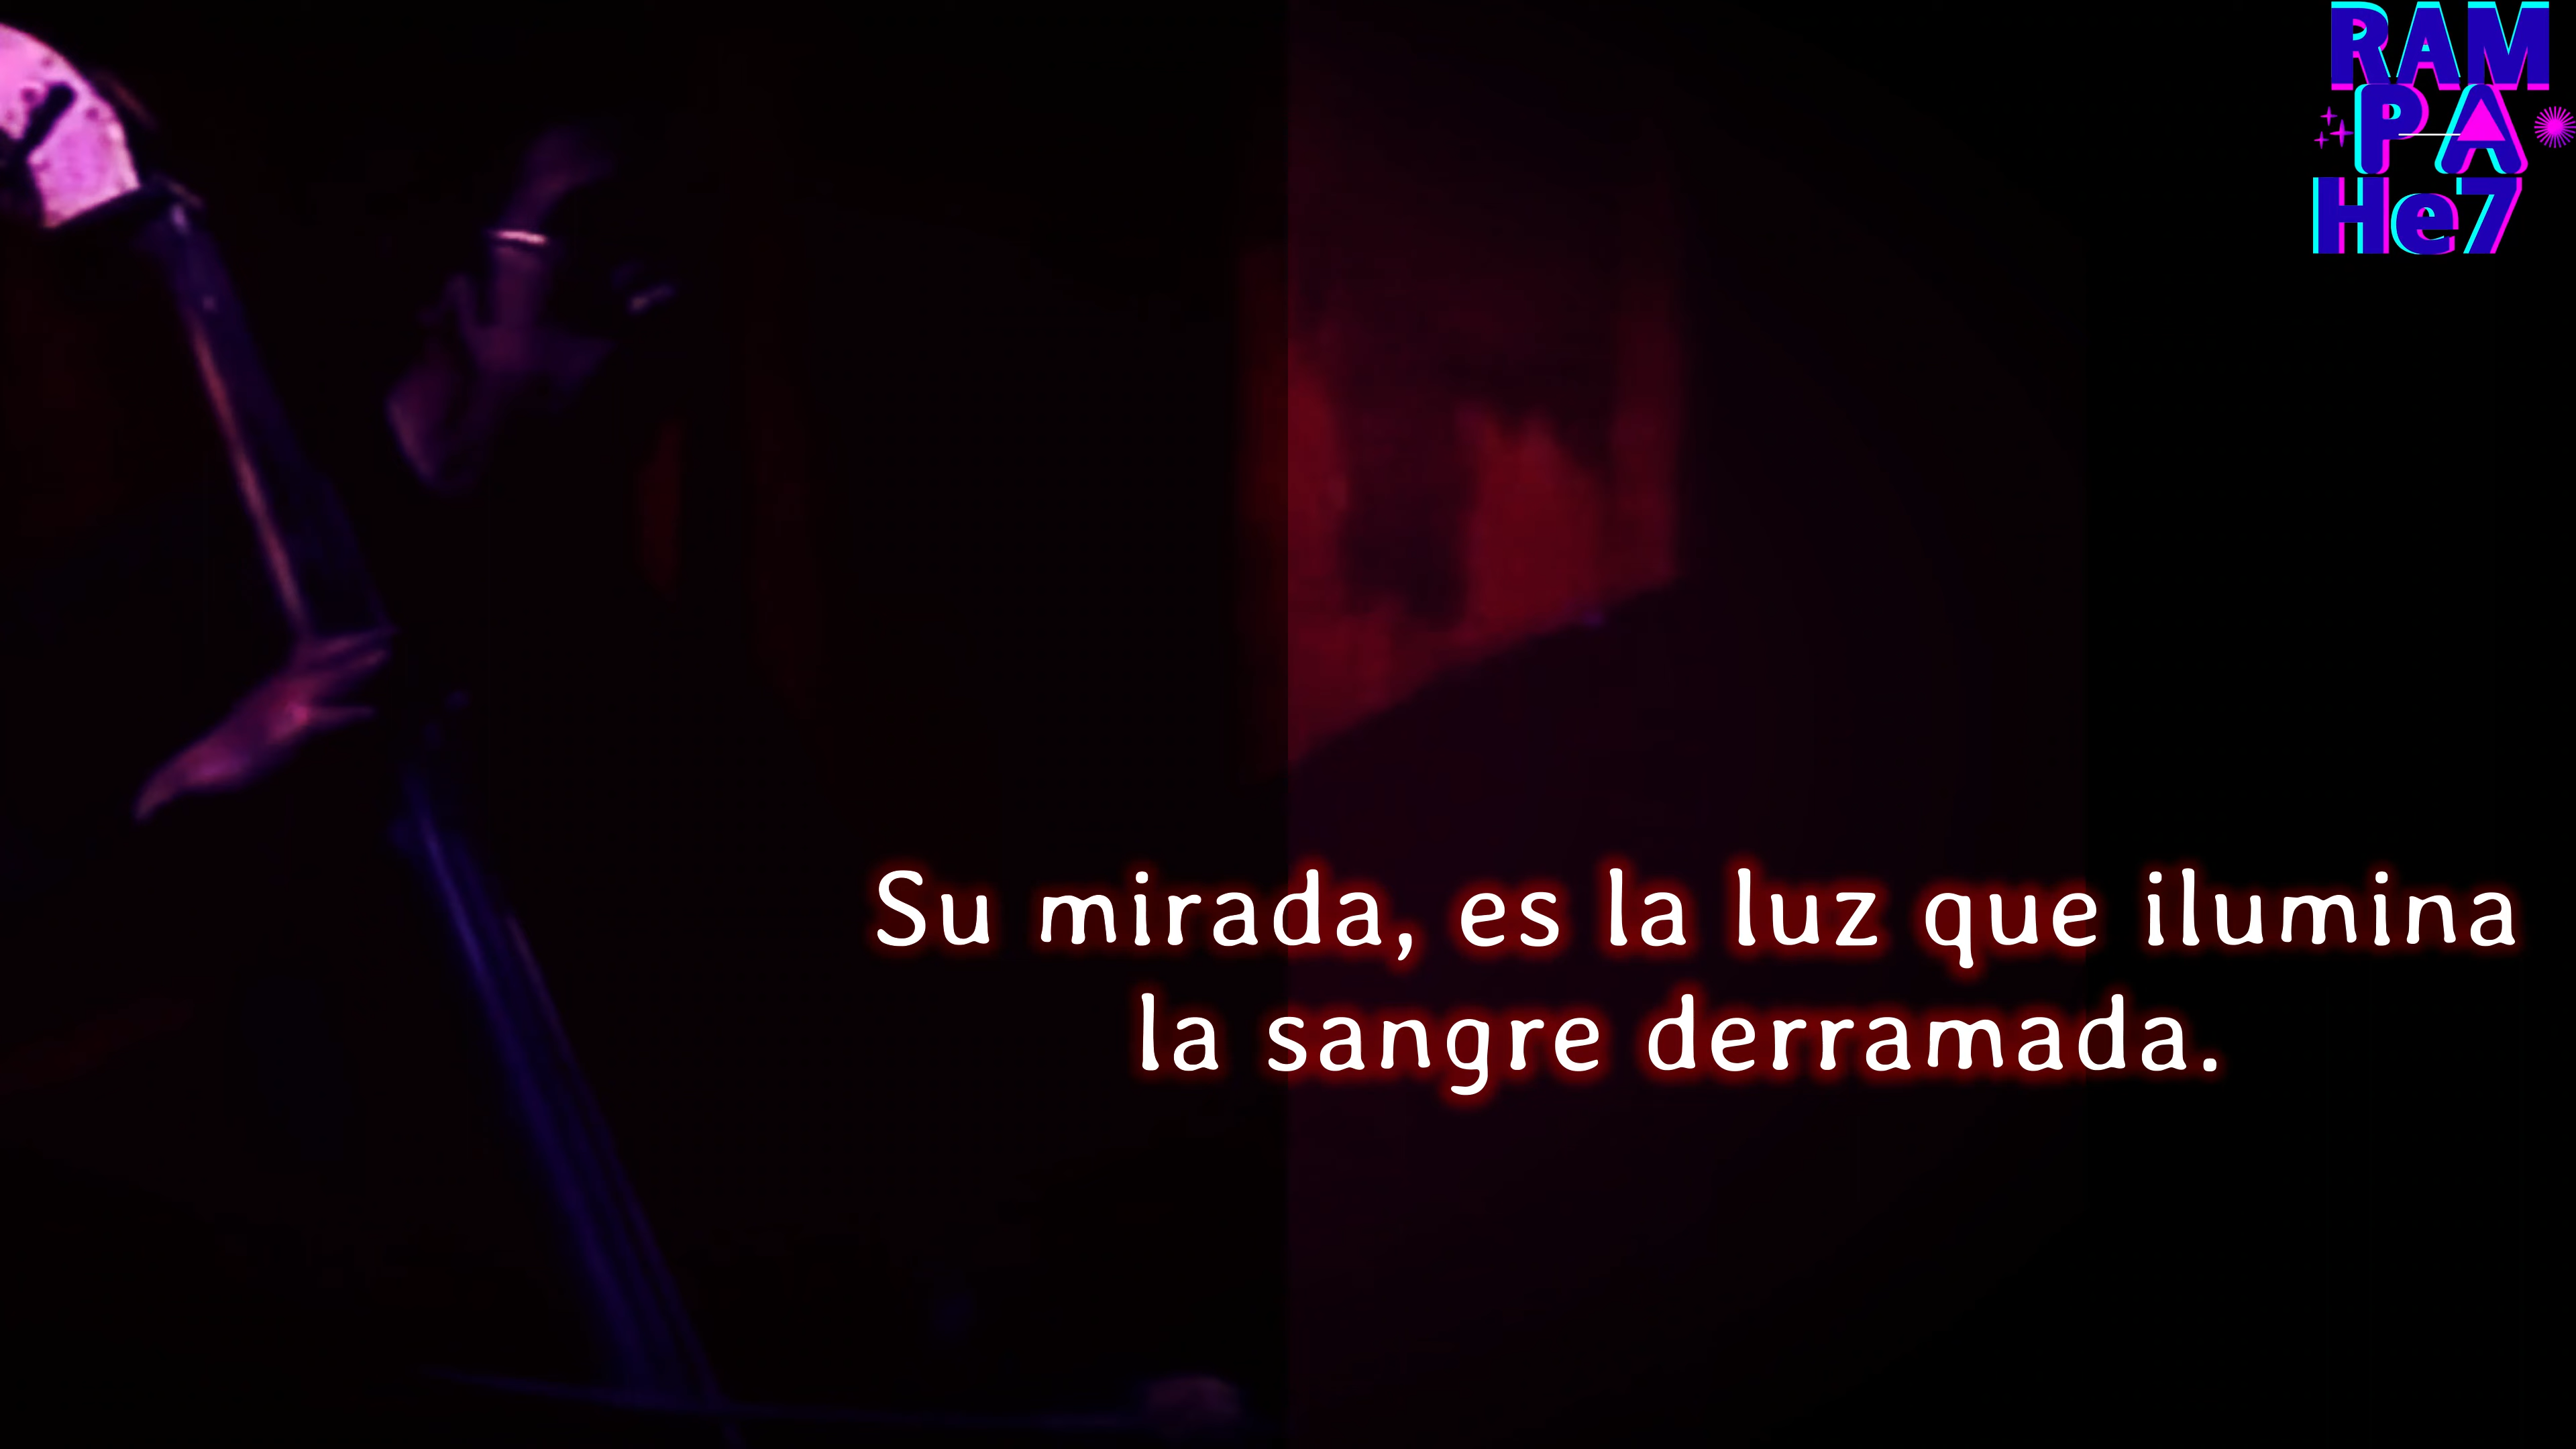 RAM
PA
He7
Su mirada, es la luz que ilumina
la sangre derramada.